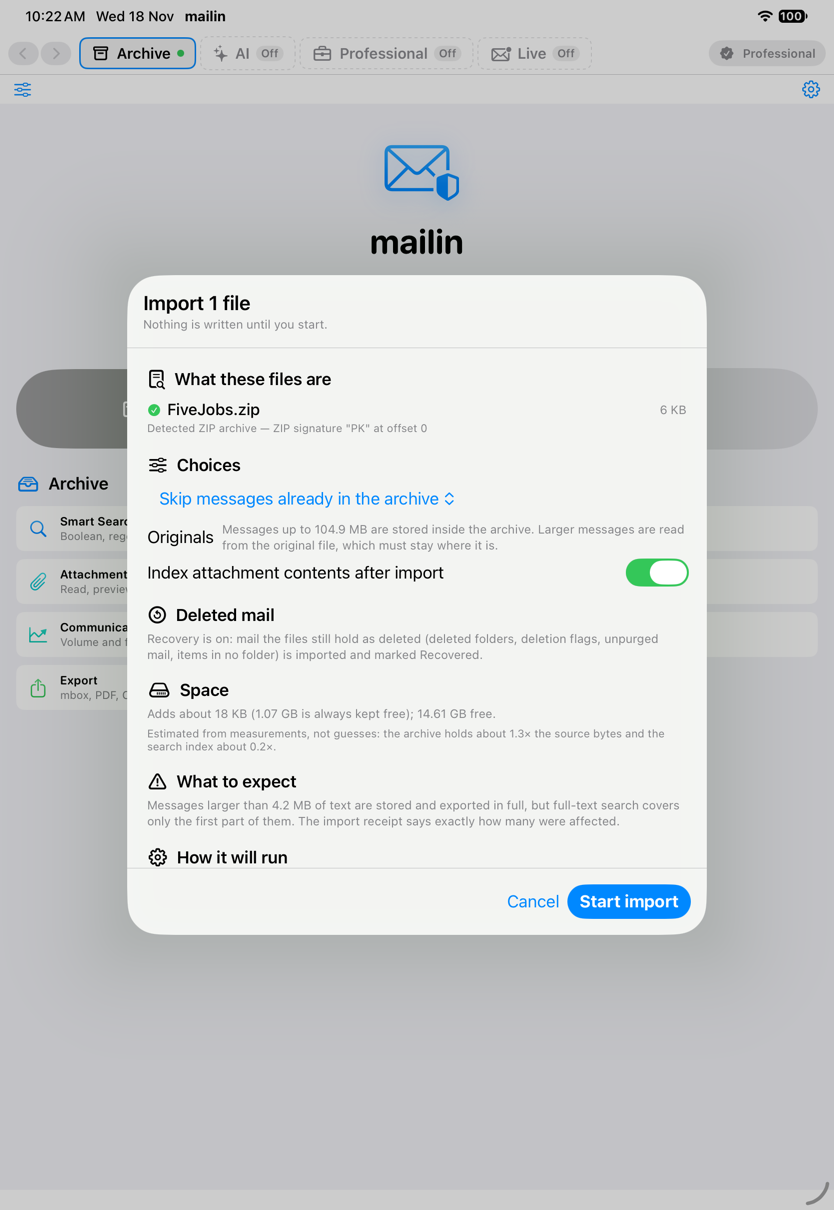 10:22 AM Wed 18 Nov mailin
100
Archive
AI Off
Professional Off
Live Off
Professional
mailin
Import 1 file
Nothing is written until you start.
What these files are
FiveJobs.zip
6 KB
Detected ZIP archive — ZIP signature "PK" at offset 0
Choices
Skip messages already in the archive
Originals
Messages up to 104.9 MB are stored inside the archive. Larger messages are read
from the original file, which must stay where it is.
Index attachment contents after import
Deleted mail
Recovery is on: mail the files still hold as deleted (deleted folders, deletion flags, unpurged
mail, items in no folder) is imported and marked Recovered.
Space
Adds about 18 KB (1.07 GB is always kept free); 14.61 GB free.
Estimated from measurements, not guesses: the archive holds about 1.3× the source bytes and the
search index about 0.2×.
What to expect
Messages larger than 4.2 MB of text are stored and exported in full, but full-text search covers
only the first part of them. The import receipt says exactly how many were affected.
How it will run
Cancel
Start import
Archive
Smart
Boolean,
Attachment
Read,
Volume and
Export
mbox, PDF,